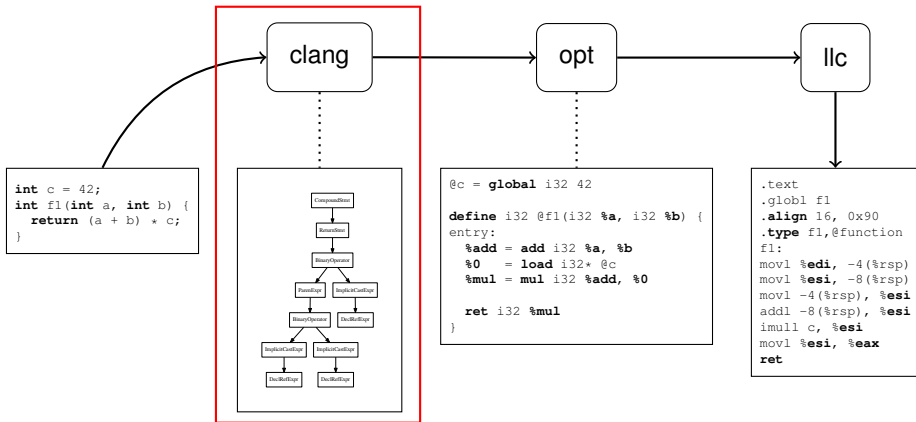 clang
opt
llc
int c = 42;
int f1(int a, int b) {
  return (a + b) * c;
}
CompoundStmt
ReturnStmt
BinaryOperator
ParenExpr ImplicitCastExpr
BinaryOperator DeclRefExpr
ImplicitCastExpr ImplicitCastExpr
DeclRefExpr DeclRefExpr
@c = global i32 42
define i32 @f1(i32 %a, i32 %b) {
entry:
  %add = add i32 %a, %b
  %0   = load i32* @c
  %mul = mul i32 %add, %0
  ret i32 %mul
}
.text
.globl f1
.align 16, 0x90
.type f1,@function
f1:
movl %edi, -4(%rsp)
movl %esi, -8(%rsp)
movl -4(%rsp), %esi
addl -8(%rsp), %esi
imull c, %esi
movl %esi, %eax
ret